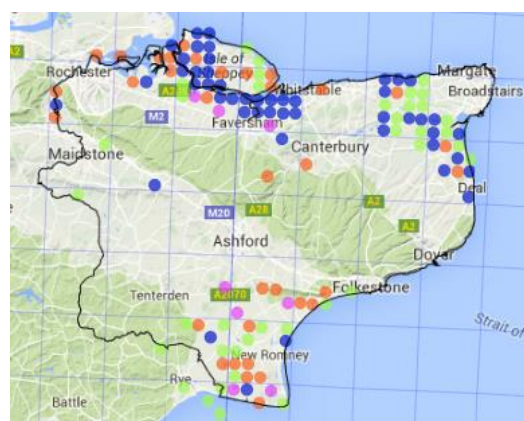 A2
Isle of
Sheppey
Rochester
Margate
Broadstairs
Whitstable
A2
M2
Faversham
Canterbury
Maidstone
Deal
M20
A28
A2
A2
Ashford
Dover
Tenterden
A2070
Folkestone
Strait of
New Romney
Rye
Battle